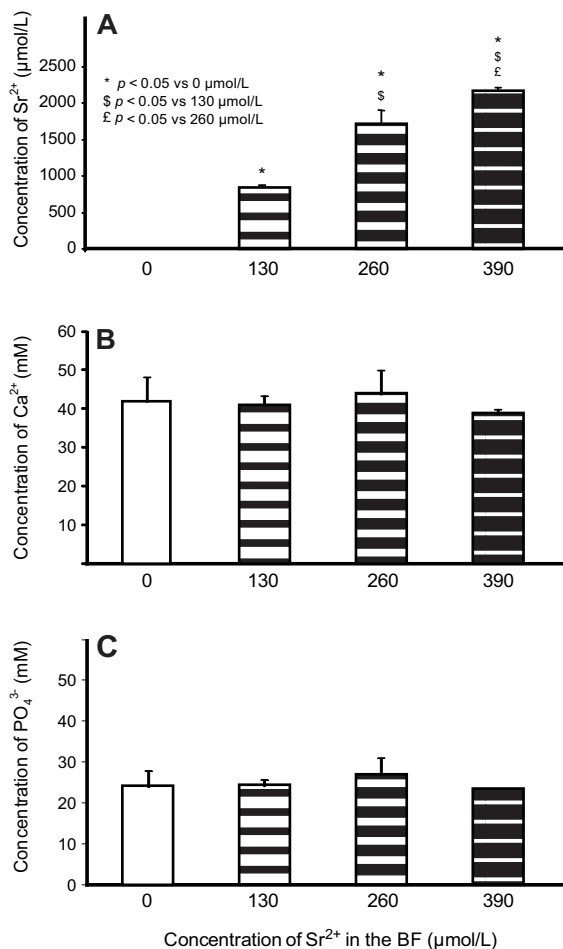 A
Concentration of Sr²⁺ (µmol/L)
2500
2000
1500
1000
500
0
* p < 0.05 vs 0 µmol/L
$ p < 0.05 vs 130 µmol/L
£ p < 0.05 vs 260 µmol/L
*
*
$
*
$
£
0 130 260 390
B
Concentration of Ca²⁺ (mM)
60
50
40
30
20
10
0 130 260 390
C
Concentration of PO₄³⁻ (mM)
50
40
30
20
10
0
0 130 260 390
Concentration of Sr²⁺ in the BF (µmol/L)